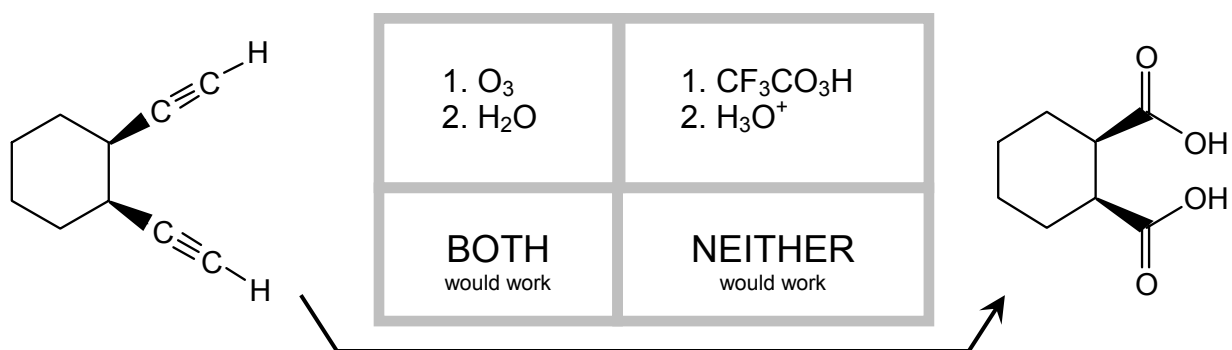 H
C≡C
C≡C
H
1. O₃
2. H₂O
1. CF₃CO₃H
2. H₃O⁺
BOTH
would work
NEITHER
would work
O
OH
OH
O